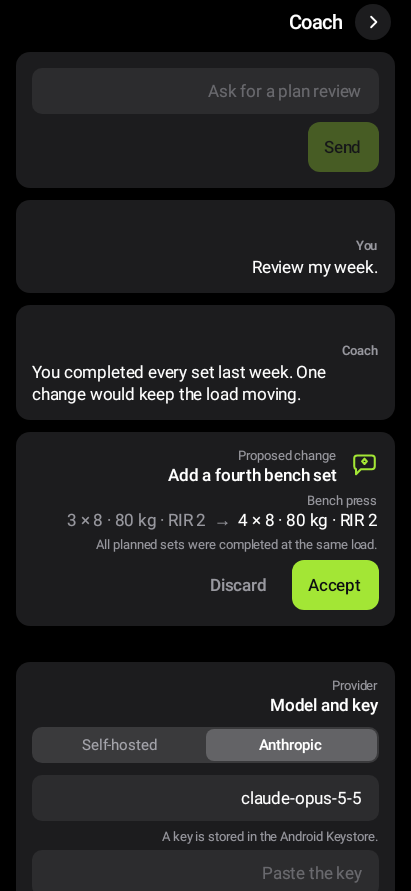 Coach
Ask for a plan review
Send
You
Review my week.
Coach
You completed every set last week. One
change would keep the load moving.
Proposed change
Add a fourth bench set
Bench press
3 × 8 · 80 kg · RIR 2 → 4 × 8 · 80 kg · RIR 2
All planned sets were completed at the same load.
Discard
Accept
Provider
Model and key
Self-hosted
Anthropic
claude-opus-5-5
A key is stored in the Android Keystore.
Paste the key